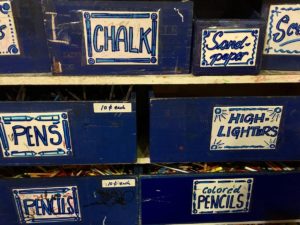 CHALK
Sand-
paper
PENS
10¢ each
HIGH-
LIGHTERS
PENCILS
10¢ each
Colored
PENCILS